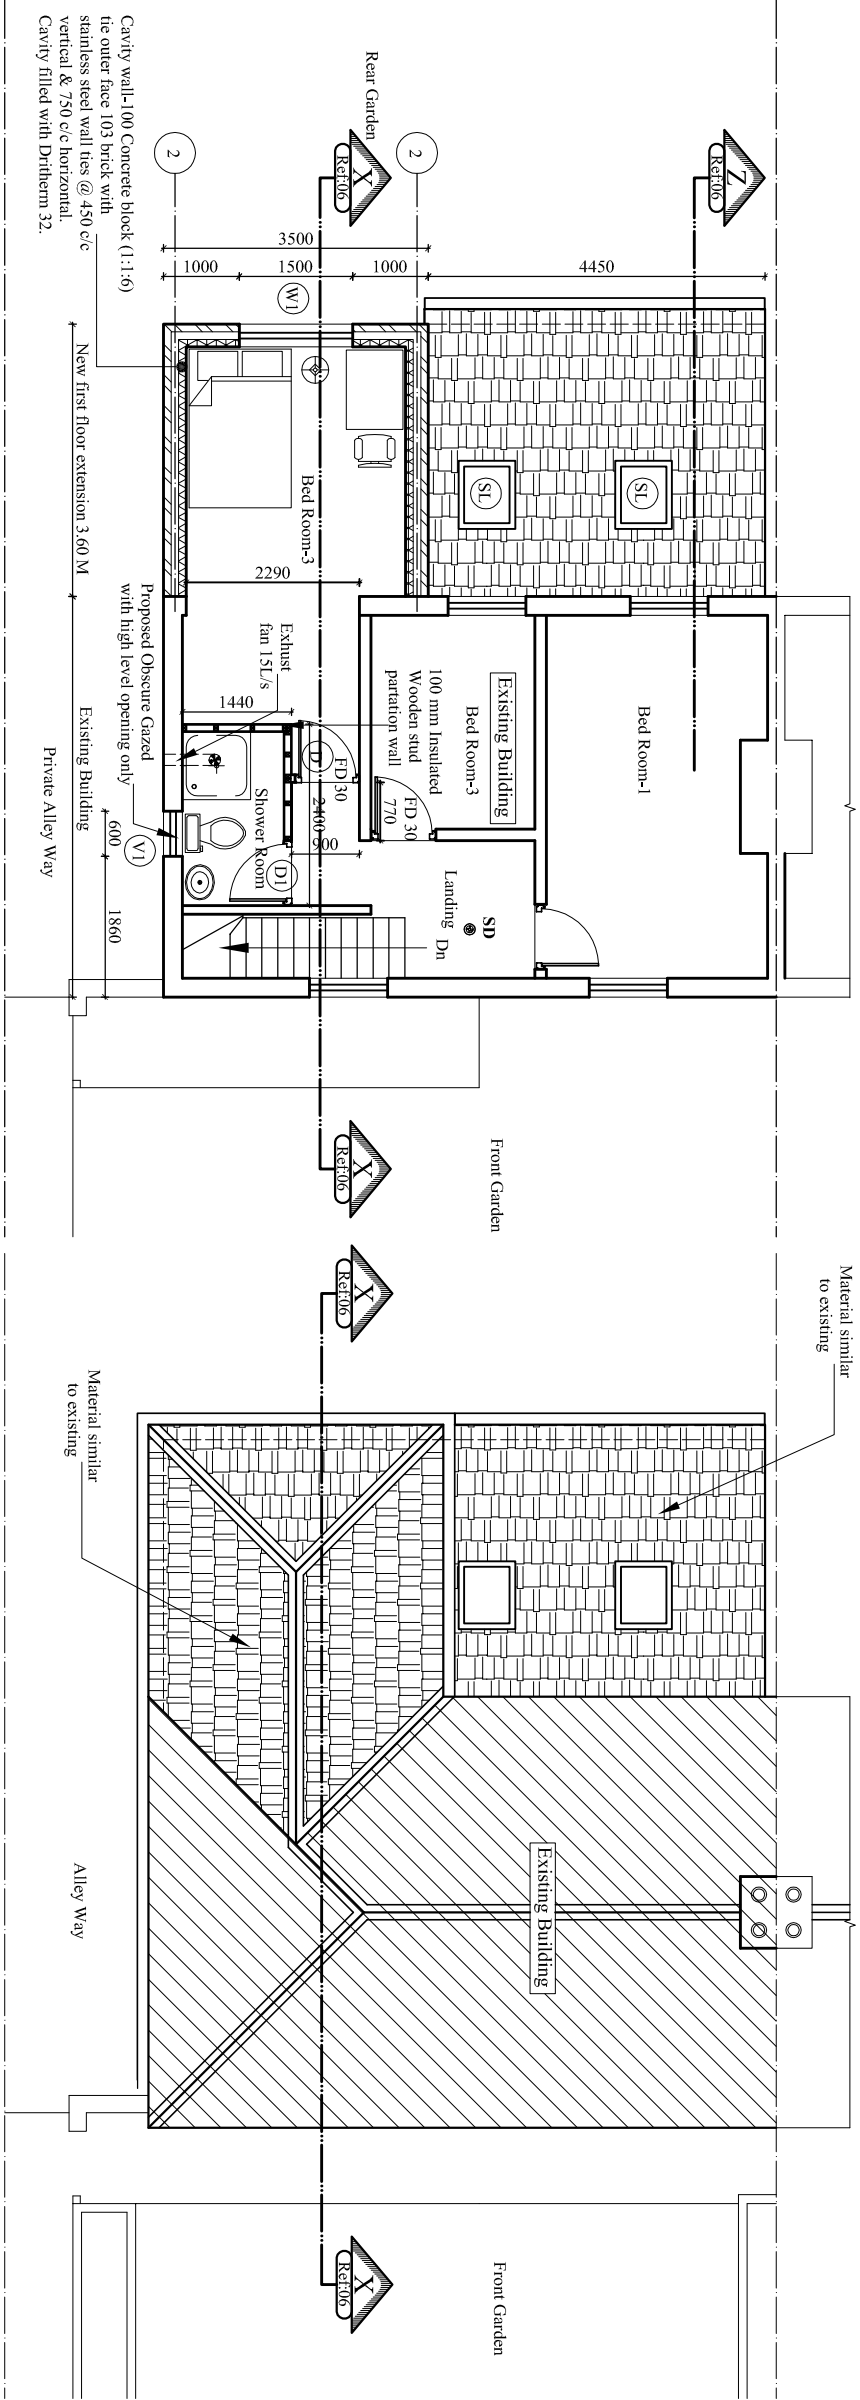 Rear Garden
Z
Ref:06
X
Ref:06
2
2
Cavity wall-100 Concrete block (1:1:6)
tie outer face 103 brick with
stainless steel wall ties @ 450 c/c
vertical & 750 c/c horizontal.
Cavity filled with Dritherm 32.
4450
3500
1000
1500
1000
W1
SL
SL
Bed Room-3
New first floor extension 3.60 M
2290
Exhust
fan 15L/s
Proposed Obscure Gazed
with high level opening only
1440
Bed Room-1
Existing Building
Bed Room-3
100 mm Insulated
Wooden stud
partation wall
FD 30
770
D
FD 30
2400
900
Shower Room
D1
SD
Landing
Dn
Existing Building
600
V1
1860
Private Alley Way
Front Garden
X
Ref:06
X
Ref:06
Material similar
to existing
Material similar
to existing
Existing Building
Alley Way
Front Garden
X
Ref:06